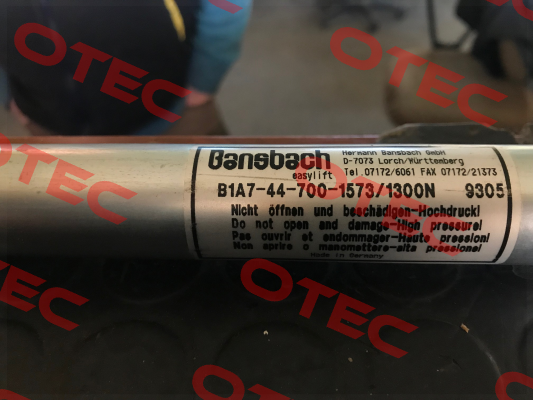 Bansbach
easylift
Hermann Bansbach GmbH
D-7073 Lorch/Württemberg
Tel.07172/6061 FAX 07172/21373
B1A7-44-700-1573/1300N 9305
Nicht öffnen und beschädigen-Hochdruck!
Do not open and damage-High pressure!
Pas ouvrir et endommager-Haute pression!
Non aprire o manomettere-alta pressione!
Made in Germany
OTEC
OTEC
OTEC
OTEC
OTEC
OTEC
OTEC
OTEC